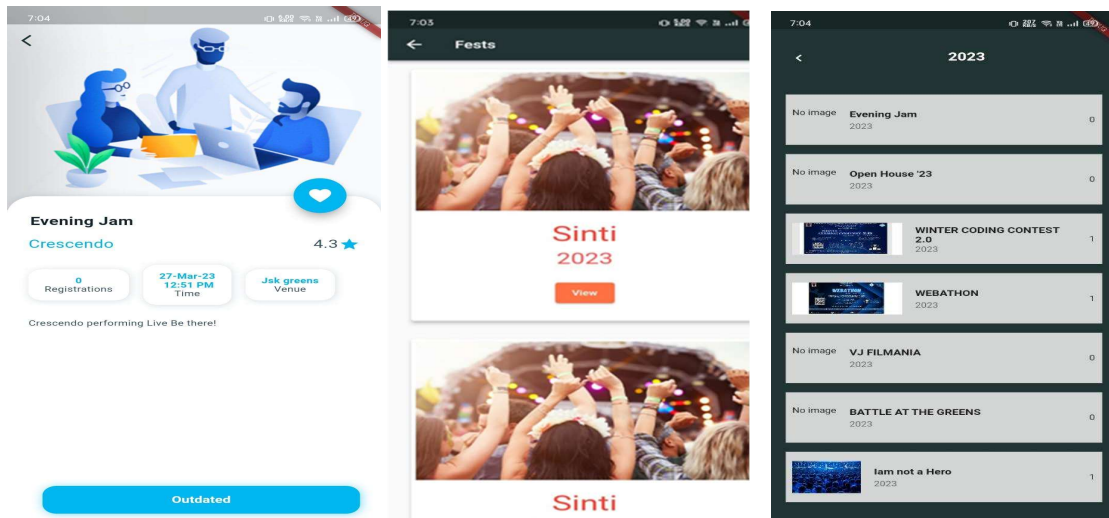 7:04
Evening Jam
Crescendo
4.3
0
Registrations
27-Mar-23
12:51 PM
Time
Jsk greens
Venue
Crescendo performing Live Be there!
Outdated
7:03
Fests
Sinti
2023
View
Sinti
7:04
2023
No image
Evening Jam
2023
0
No image
Open House '23
2023
0
WINTER CODING CONTEST
2.0
2023
1
WEBATHON
2023
1
No image
VJ FILMANIA
2023
0
No image
BATTLE AT THE GREENS
2023
0
Iam not a Hero
2023
1